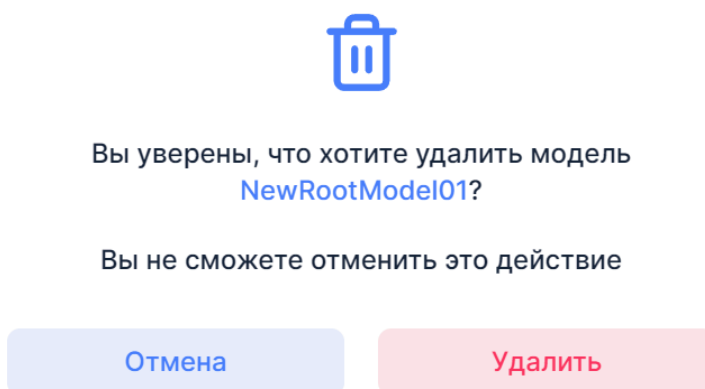 Вы уверены, что хотите удалить модель
NewRootModel01?
Вы не сможете отменить это действие
Отмена
Удалить